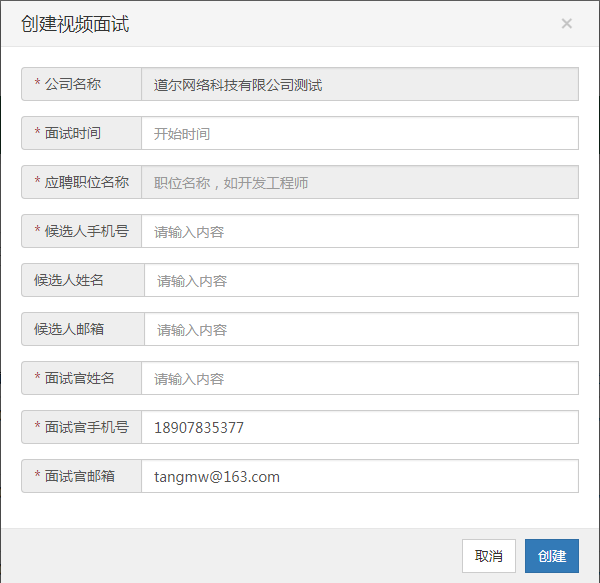 创建视频面试 ×
* 公司名称 道尔网络科技有限公司测试
* 面试时间 开始时间
* 应聘职位名称 职位名称，如开发工程师
* 候选人手机号 请输入内容
候选人姓名 请输入内容
候选人邮箱 请输入内容
* 面试官姓名 请输入内容
* 面试官手机号 18907835377
* 面试官邮箱 tangmw@163.com
取消 创建